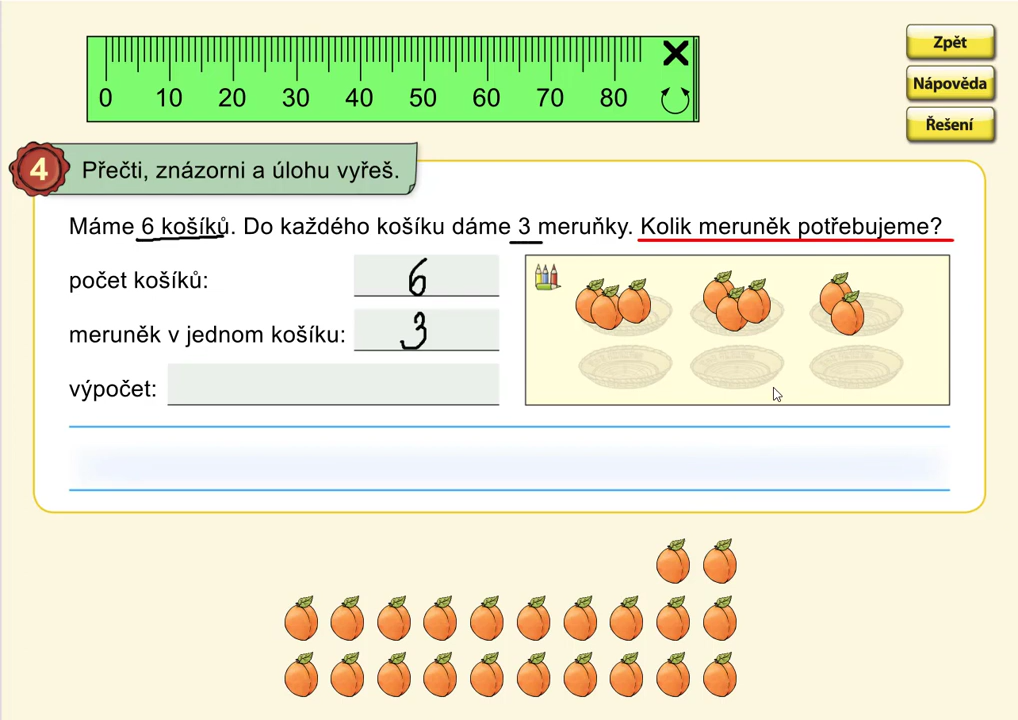 Zpět
Nápověda
Řešení
0 10 20 30 40 50 60 70 80
4 Přečti, znázorni a úlohu vyřeš.
Máme 6 košíků. Do každého košíku dáme 3 meruňky. Kolik meruněk potřebujeme?
počet košíků: 6
meruněk v jednom košíku: 3
výpočet: